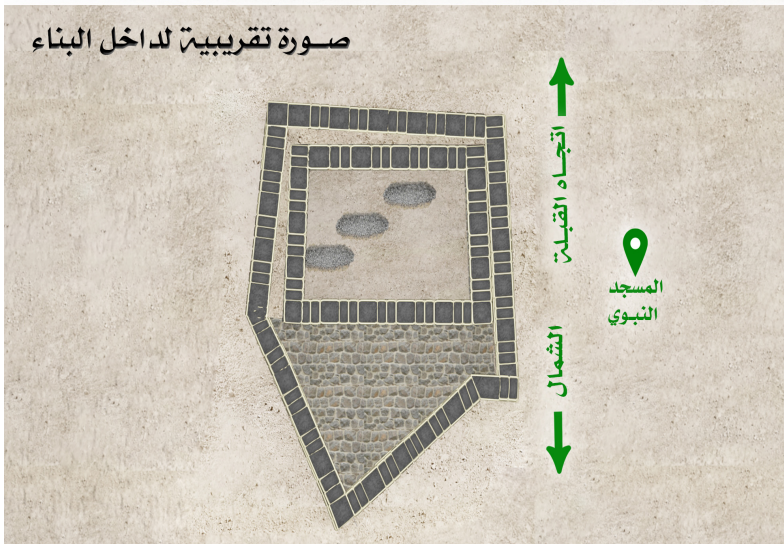 صورة تقريبية لداخل البناء
اتجاه القبلة
المسجد
النبوي
الشمال